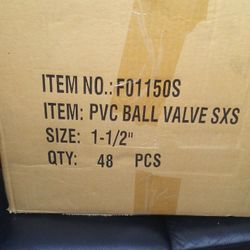 ITEM NO.: F01150S
ITEM: PVC BALL VALVE SXS
SIZE: 1-1/2"
QTY: 48 PCS